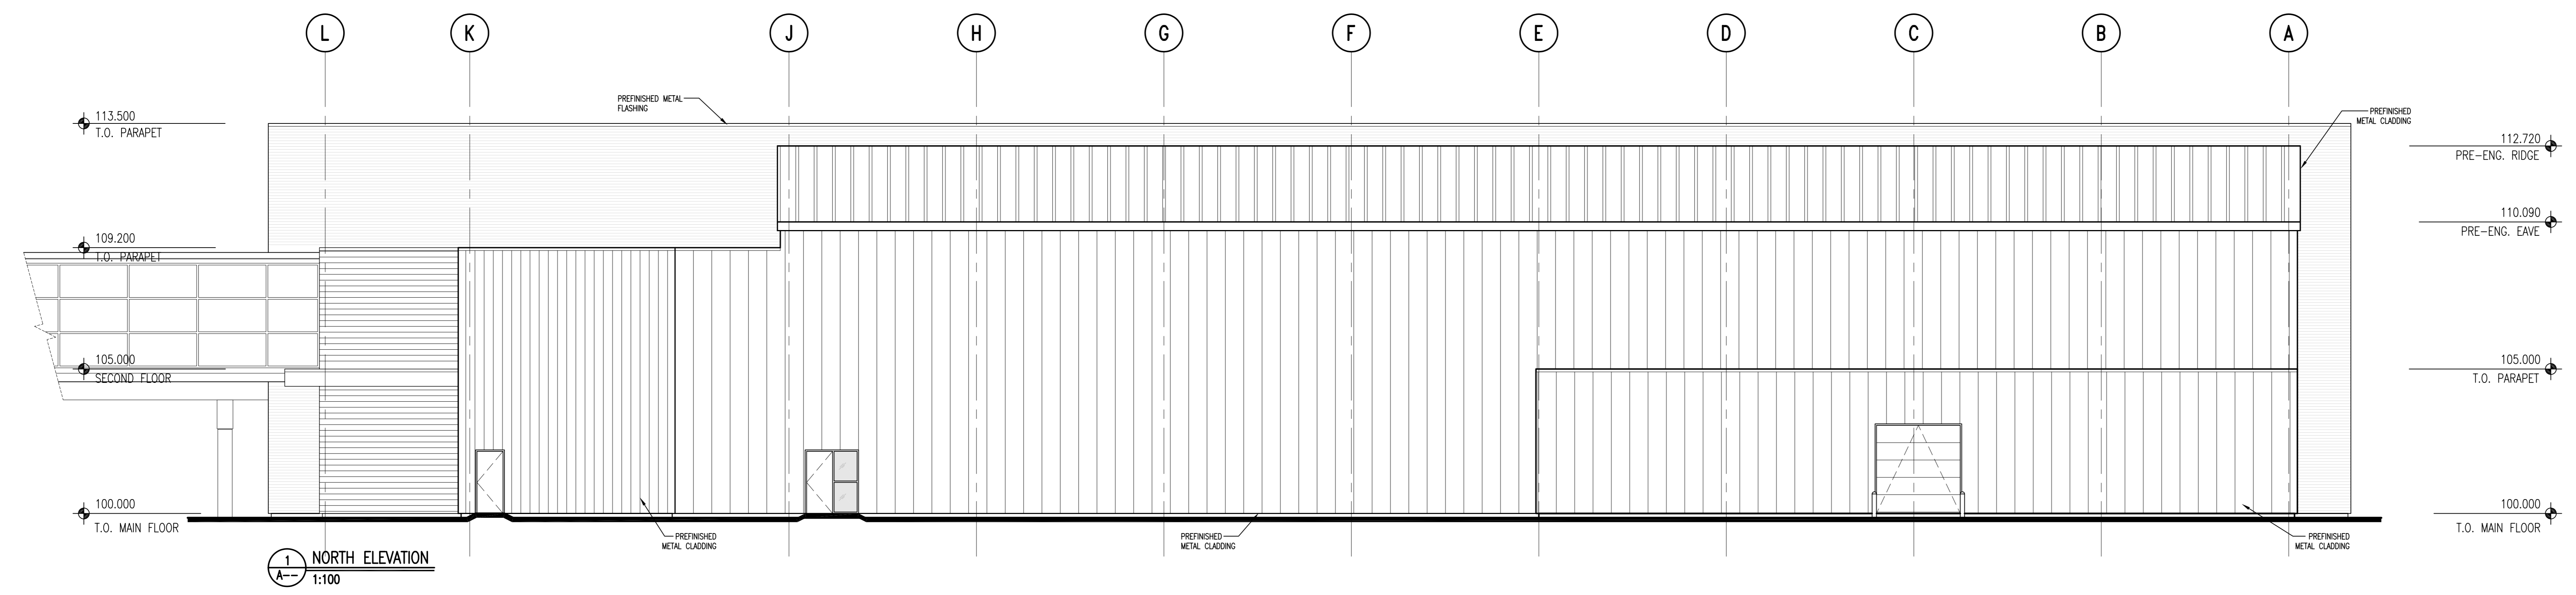 L K J H G F E D C B A
PREFINISHED METAL
FLASHING
PREFINISHED
METAL CLADDING
113.500
T.O. PARAPET
112.720
PRE-ENG. RIDGE
110.090
PRE-ENG. EAVE
109.200
T.O. PARAPET
105.000
SECOND FLOOR
105.000
T.O. PARAPET
100.000
T.O. MAIN FLOOR
100.000
T.O. MAIN FLOOR
PREFINISHED
METAL CLADDING
PREFINISHED
METAL CLADDING
PREFINISHED
METAL CLADDING
1
A--
NORTH ELEVATION
1:100